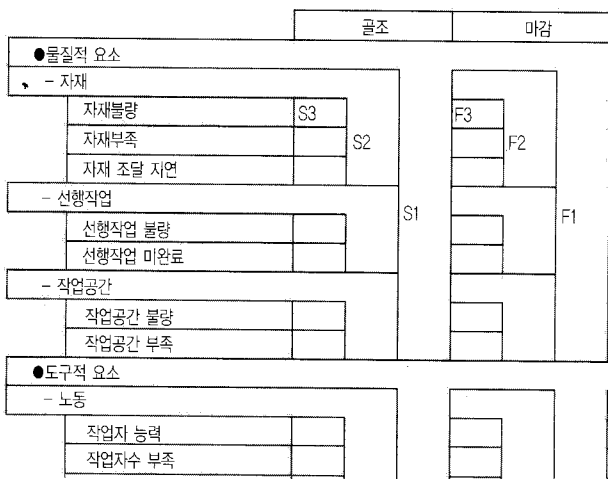 골조 마감
●물질적 요소
- 자재
자재불량 S3 F3
자재부족 S2 F2
자재 조달 지연
- 선행작업
S1 F1
선행작업 불량
선행작업 미완료
- 작업공간
작업공간 불량
작업공간 부족
●도구적 요소
- 노동
작업자 능력
작업자수 부족